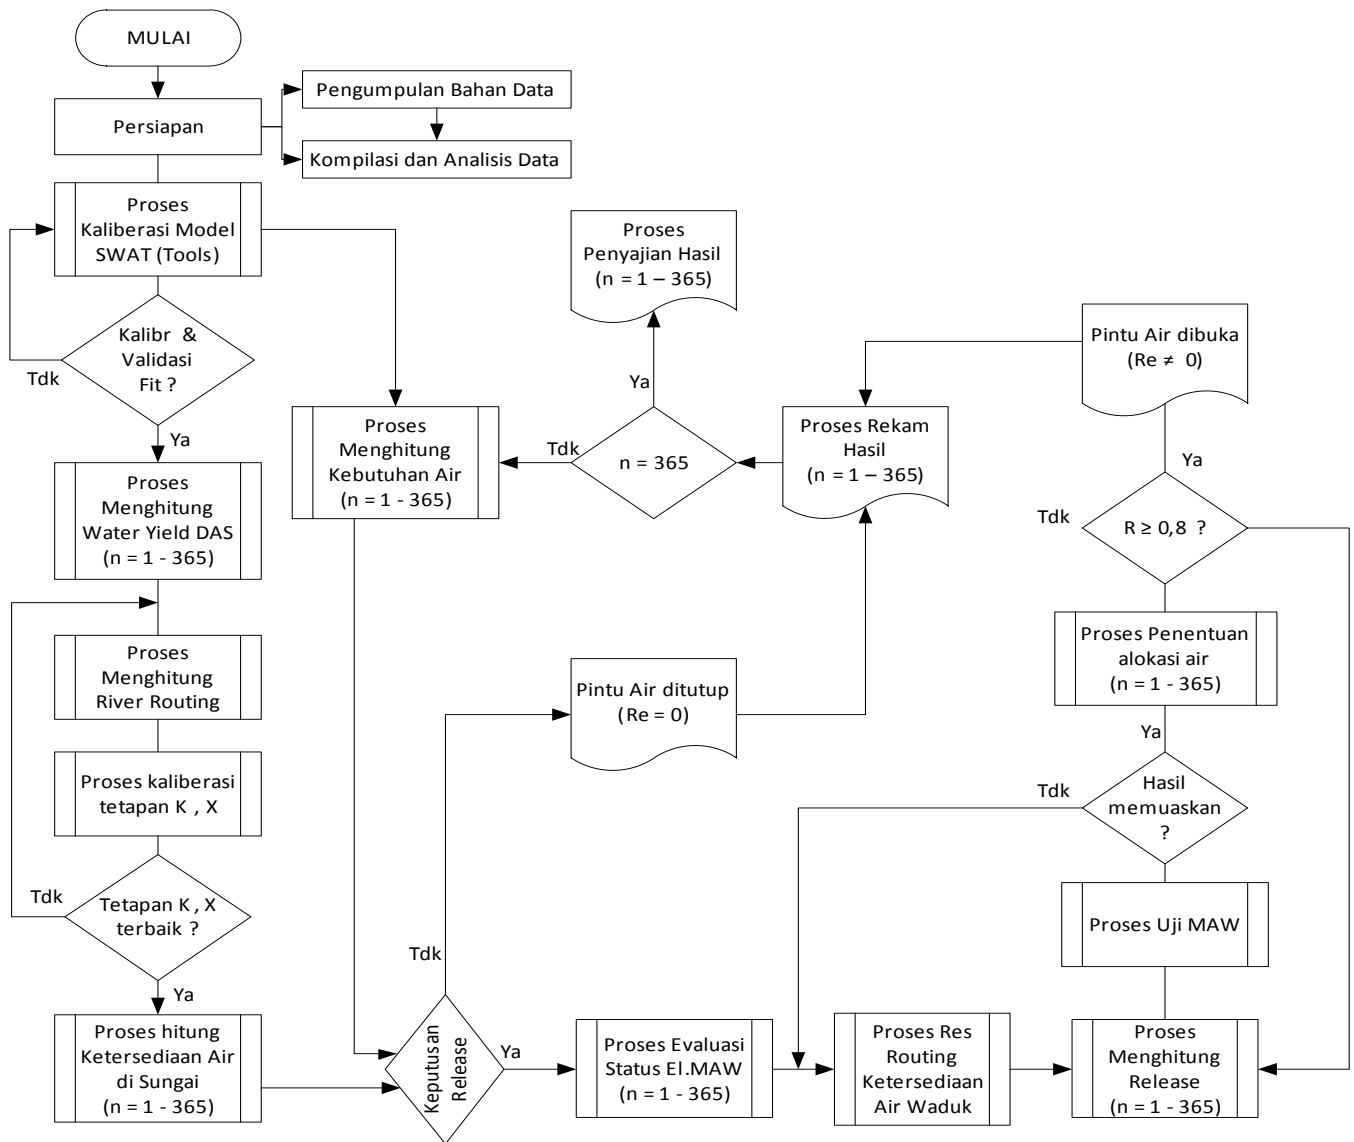 MULAI
Persiapan
Pengumpulan Bahan Data
Kompilasi dan Analisis Data
Proses
Kaliberasi Model
SWAT (Tools)
Kalibr &
Validasi
Fit ?
Tdk
Ya
Proses
Menghitung
Water Yield DAS
(n = 1 - 365)
Proses
Menghitung
River Routing
Proses kaliberasi
tetapan K , X
Tetapan K , X
terbaik ?
Tdk
Ya
Proses hitung
Ketersediaan Air
di Sungai
(n = 1 - 365)
Proses
Menghitung
Kebutuhan Air
(n = 1 - 365)
Keputusan
Release
Tdk
Ya
Pintu Air ditutup
(Re = 0)
Proses Evaluasi
Status El.MAW
(n = 1 - 365)
Proses Res
Routing
Ketersediaan
Air Waduk
Proses
Menghitung
Release
(n = 1 - 365)
Proses Uji MAW
Hasil
memuaskan
?
Tdk
Ya
Proses Penentuan
alokasi air
(n = 1 - 365)
R ≥ 0,8 ?
Tdk
Ya
Pintu Air dibuka
(Re ≠ 0)
Proses Rekam
Hasil
(n = 1 – 365)
n = 365
Tdk
Ya
Proses
Penyajian Hasil
(n = 1 – 365)